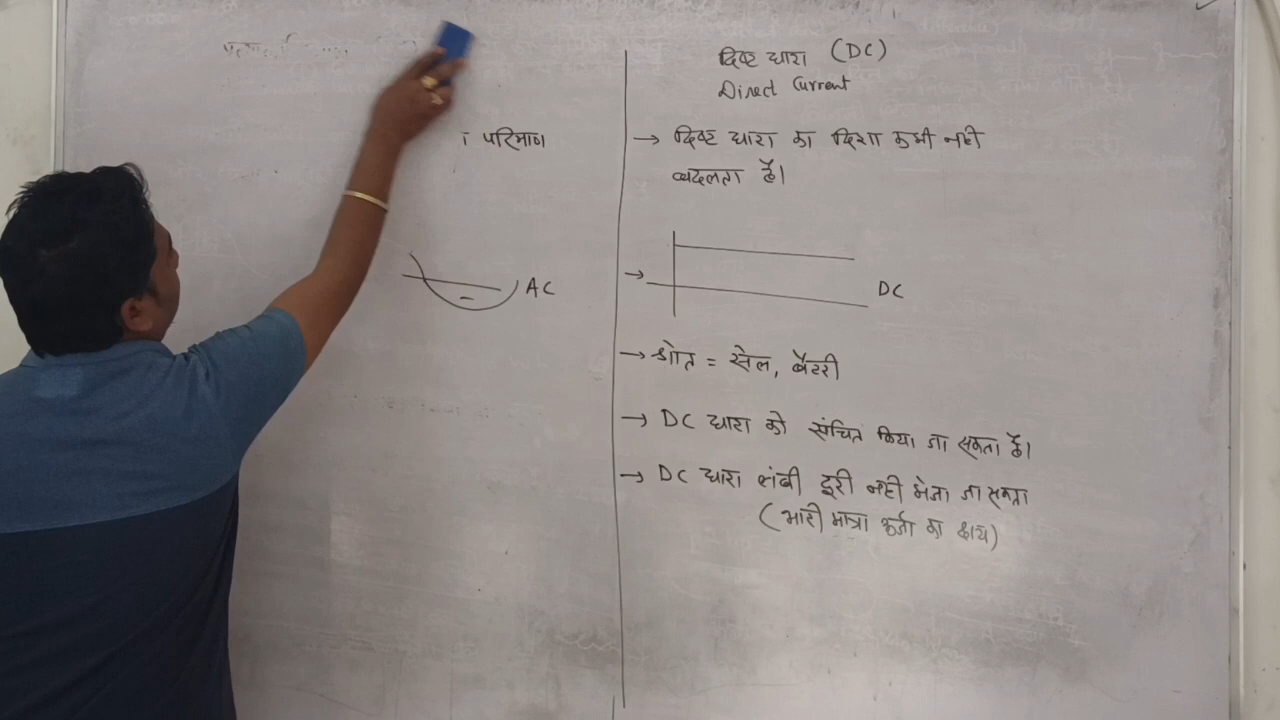 परिमाण
AC
दिष्ट धारा (DC)
Direct Current
→ दिष्ट धारा का दिशा कभी नही
बदलता है।
→
DC
→ श्रोत = सेल, बैटरी
→ DC धारा को संचित किया जा सकता है।
→ DC धारा लंबी दूरी नही भेजा जा सकता
(भारी मात्रा ऊर्जा का क्षय)